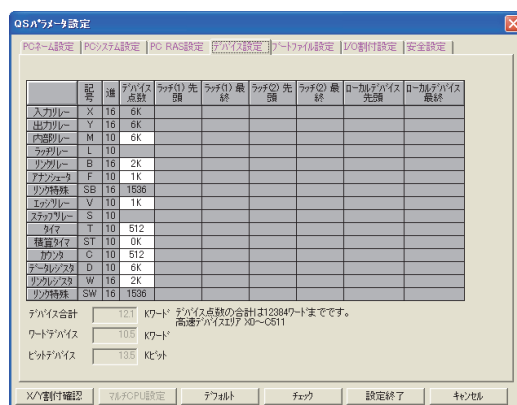 QSパラメータ設定
PCネーム設定 PCシステム設定 PC RAS設定 デバイス設定 ブートファイル設定 I/O割付設定 安全設定
記号 進 デバイス点数 ラッチ(1) 先頭 ラッチ(1) 最終 ラッチ(2) 先頭 ラッチ(2) 最終 ローカルデバイス先頭 ローカルデバイス最終
入力リレー X 16 6K
出力リレー Y 16 6K
内部リレー M 10 6K
ラッチリレー L 10
リンクリレー B 16 2K
アナンシェータ F 10 1K
リンク特殊 SB 16 1536
エッジリレー V 10 1K
ステップリレー S 10
タイマ T 10 512
積算タイマ ST 10 0K
カウンタ C 10 512
データレジスタ D 10 6K
リンクレジスタ W 16 2K
リンク特殊 SW 16 1536
デバイス合計 12.1 Kワード デバイス点数の合計は12384ワードまでです。
高速デバイスエリア X0～C511
ワードデバイス 10.5 Kワード
ビットデバイス 13.5 Kビット
X/Y割付確認 マルチCPU設定 デフォルト チェック 設定終了 キャンセル